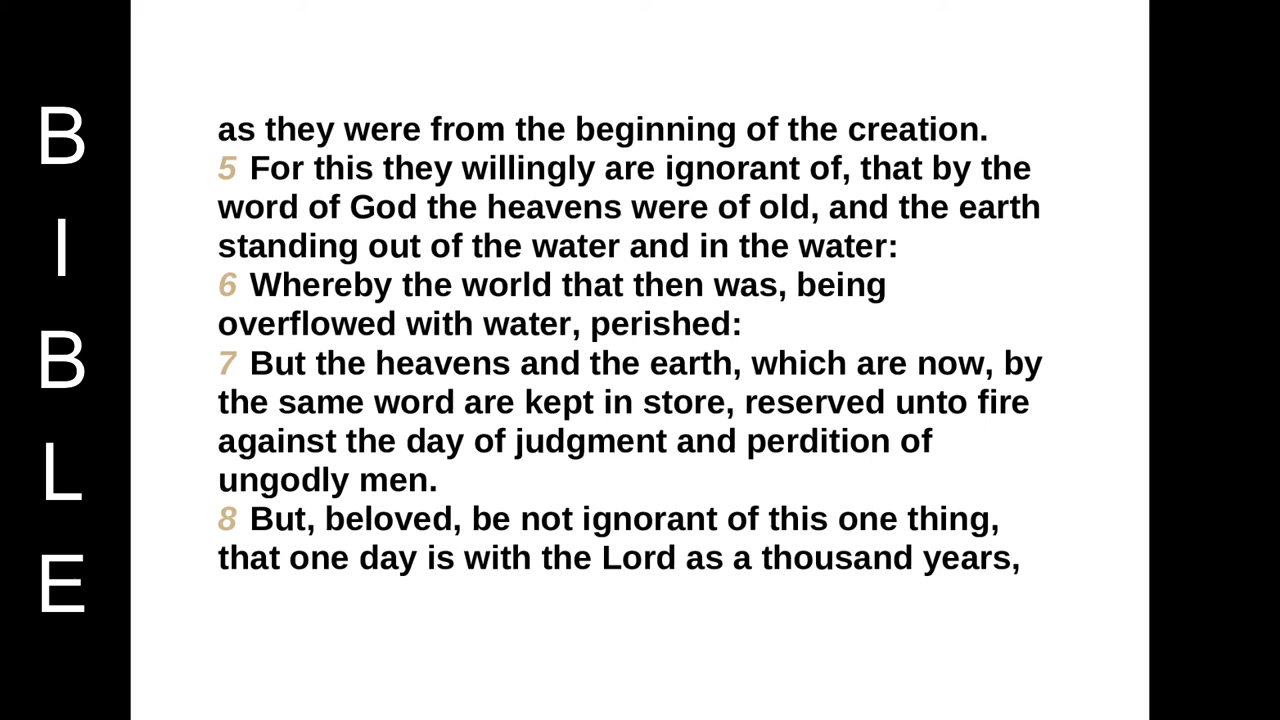 B
I
B
L
E
as they were from the beginning of the creation.
5 For this they willingly are ignorant of, that by the
word of God the heavens were of old, and the earth
standing out of the water and in the water:
6 Whereby the world that then was, being
overflowed with water, perished:
7 But the heavens and the earth, which are now, by
the same word are kept in store, reserved unto fire
against the day of judgment and perdition of
ungodly men.
8 But, beloved, be not ignorant of this one thing,
that one day is with the Lord as a thousand years,